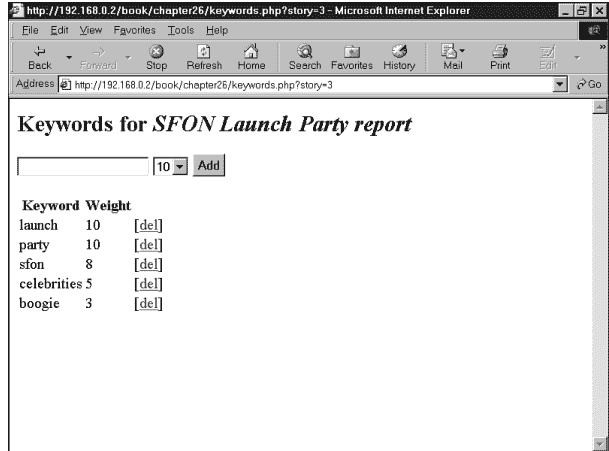 http://192.168.0.2/book/chapter26/keywords.php?story=3 - Microsoft Internet Explorer
File Edit View Favorites Tools Help
Back Forward Stop Refresh Home Search Favorites History Mail Print Edit
Address http://192.168.0.2/book/chapter26/keywords.php?story=3 Go
Keywords for SFON Launch Party report
10 Add
Keyword Weight
launch 10 [del]
party 10 [del]
sfon 8 [del]
celebrities 5 [del]
boogie 3 [del]